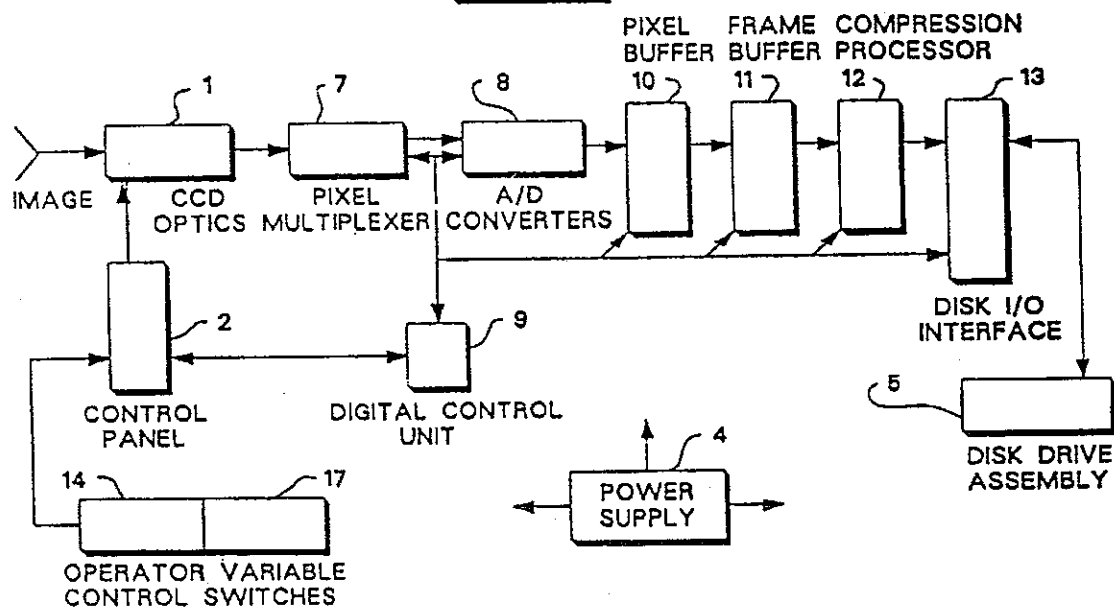 PIXEL FRAME COMPRESSION
BUFFER BUFFER PROCESSOR
1
7
8
10
11
12
13
IMAGE
CCD
OPTICS
PIXEL
MULTIPLEXER
A/D
CONVERTERS
2
9
DISK I/O
INTERFACE
CONTROL
PANEL
DIGITAL CONTROL
UNIT
5
DISK DRIVE
ASSEMBLY
14
17
4
POWER
SUPPLY
OPERATOR VARIABLE
CONTROL SWITCHES